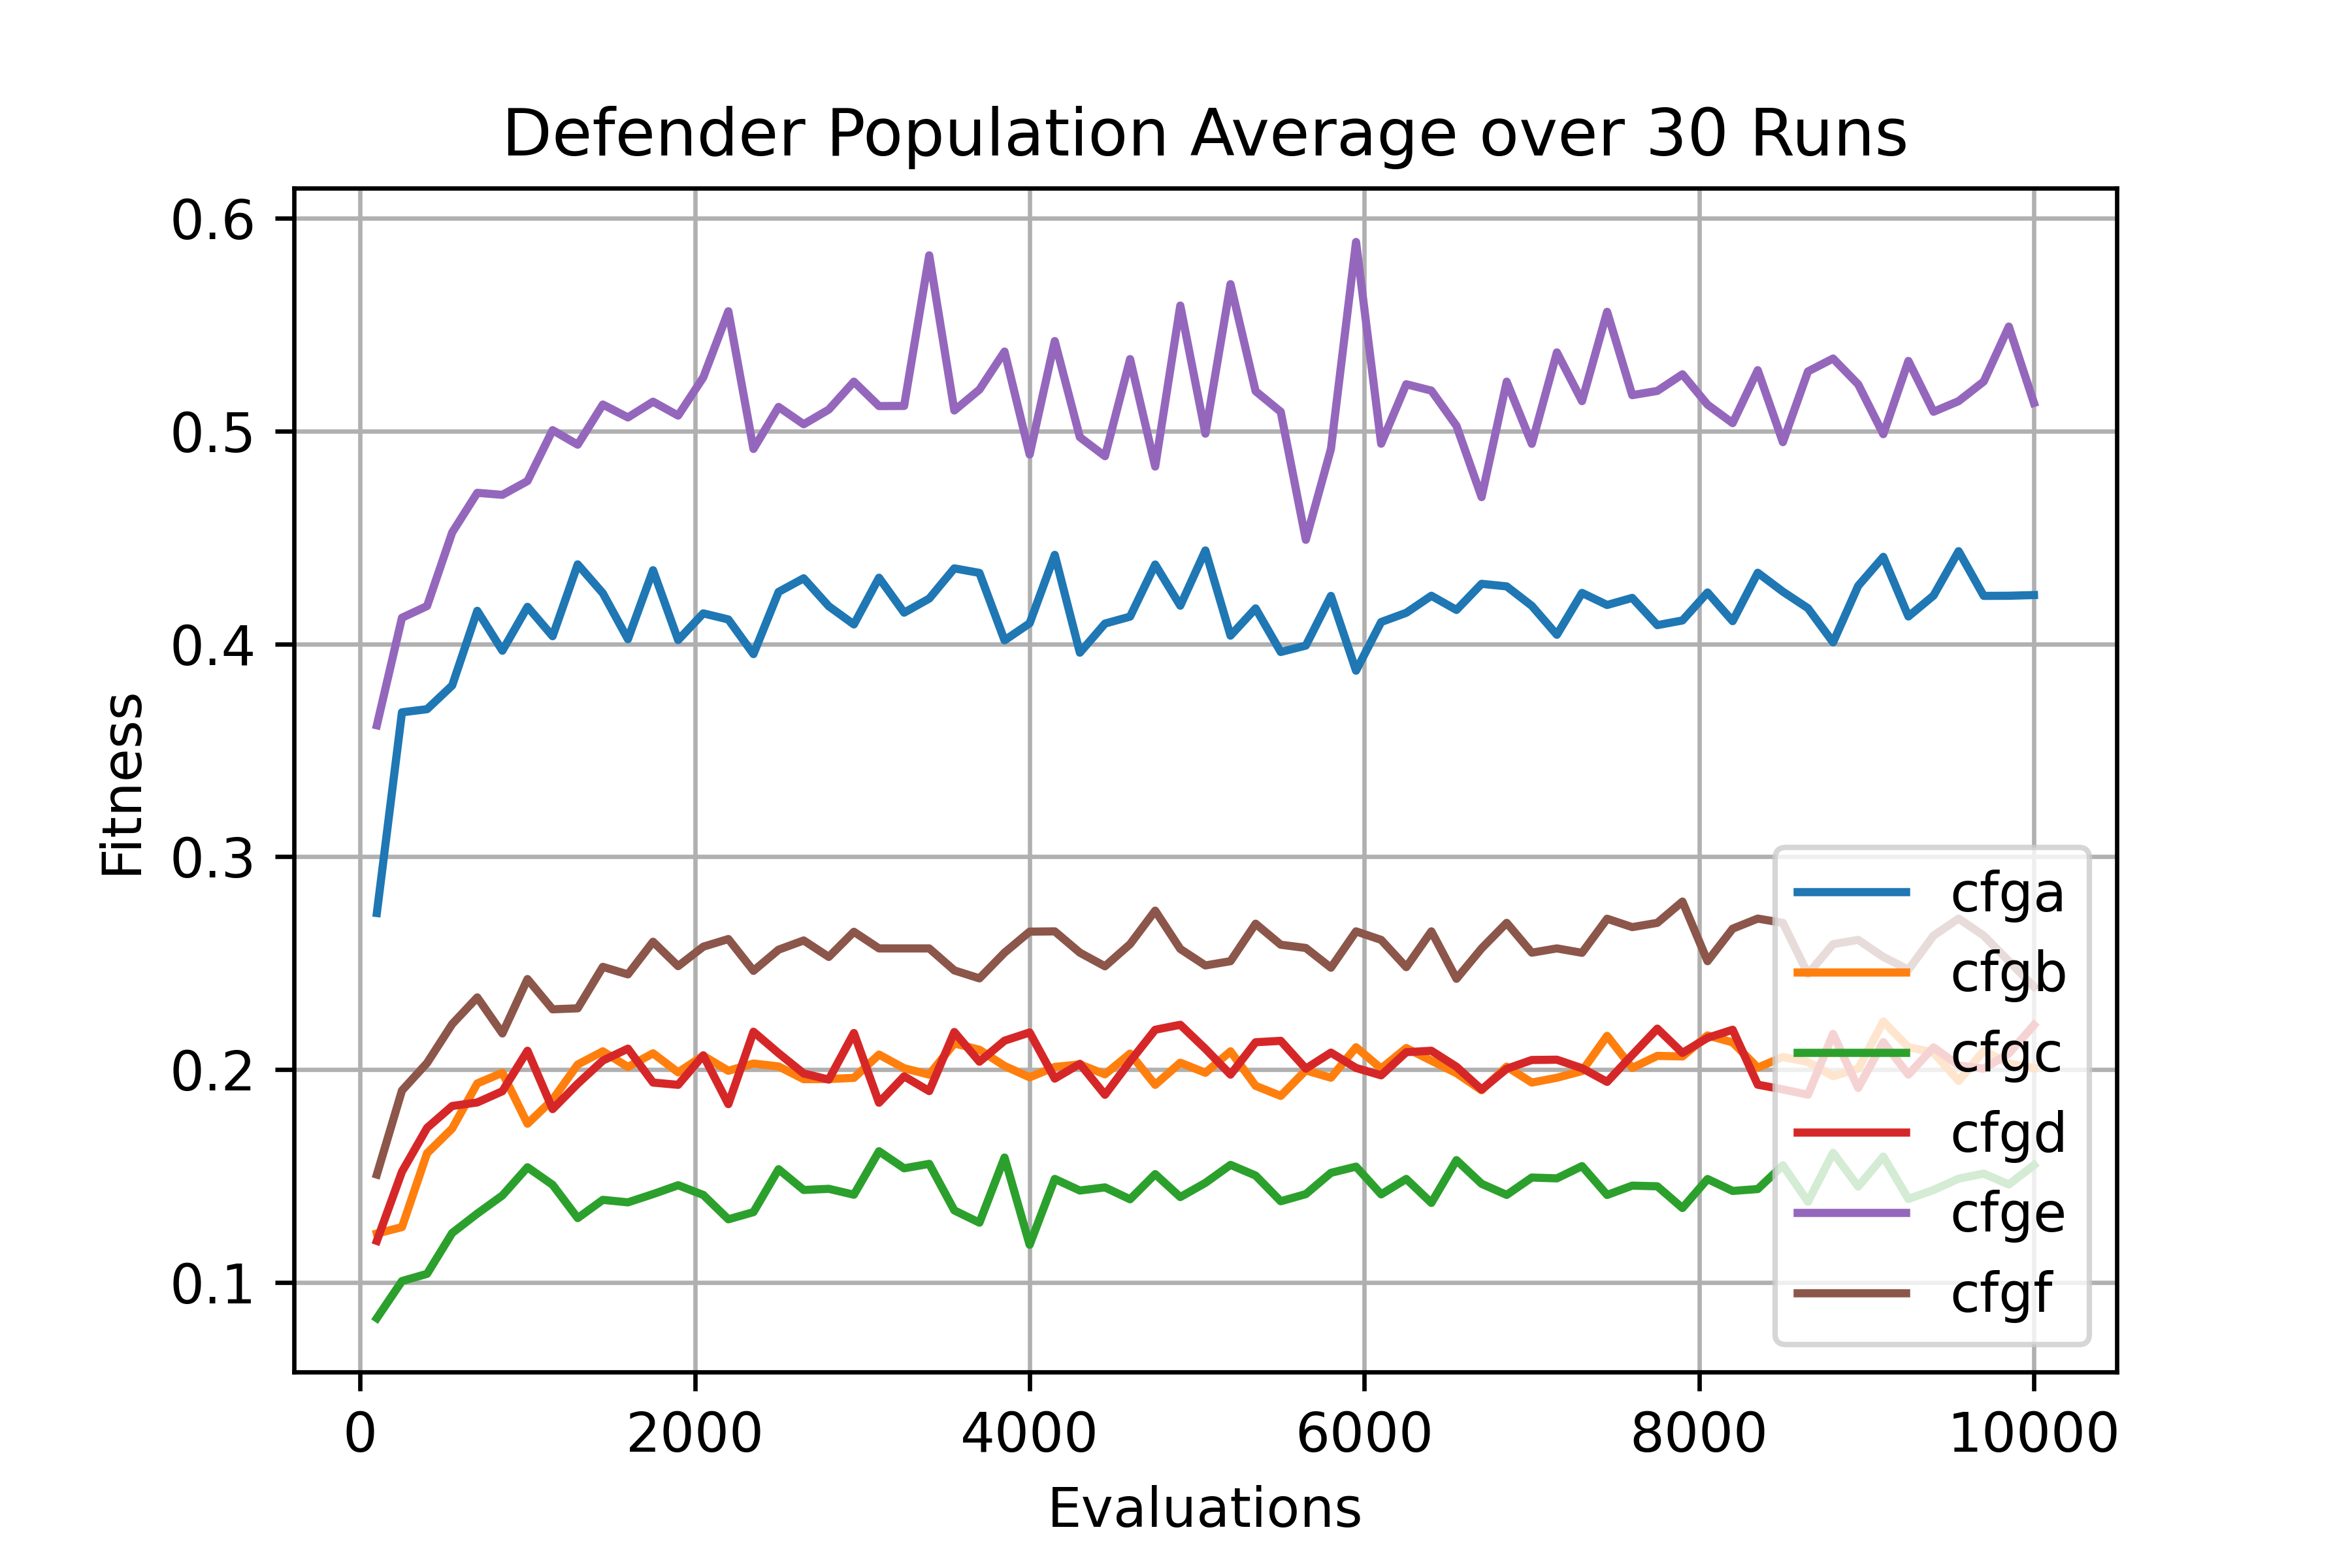 Defender Population Average over 30 Runs
0.6
0.5
0.4
0.3
0.2
0.1
Fitness
cfga
cfgb
cfgc
cfgd
cfge
cfgf
0 2000 4000 6000 8000 10000
Evaluations